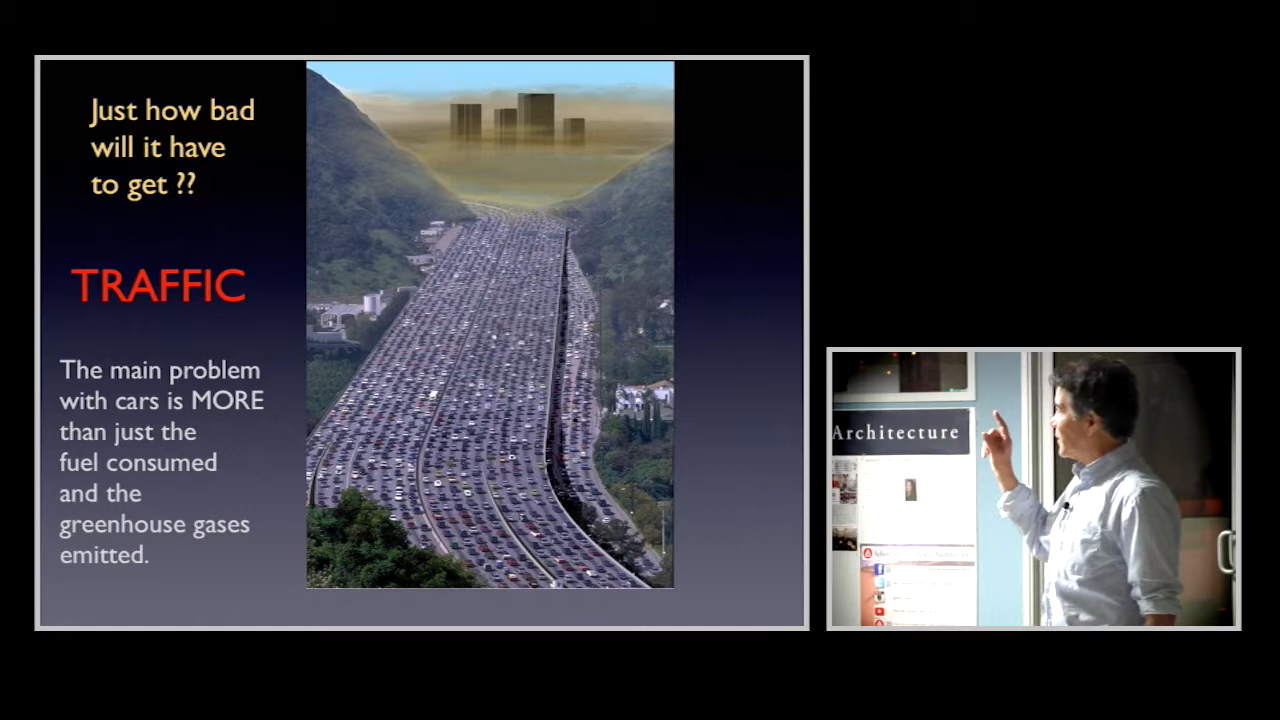 Just how bad
will it have
to get ??
TRAFFIC
The main problem
with cars is MORE
than just the
fuel consumed
and the
greenhouse gases
emitted.
Architecture